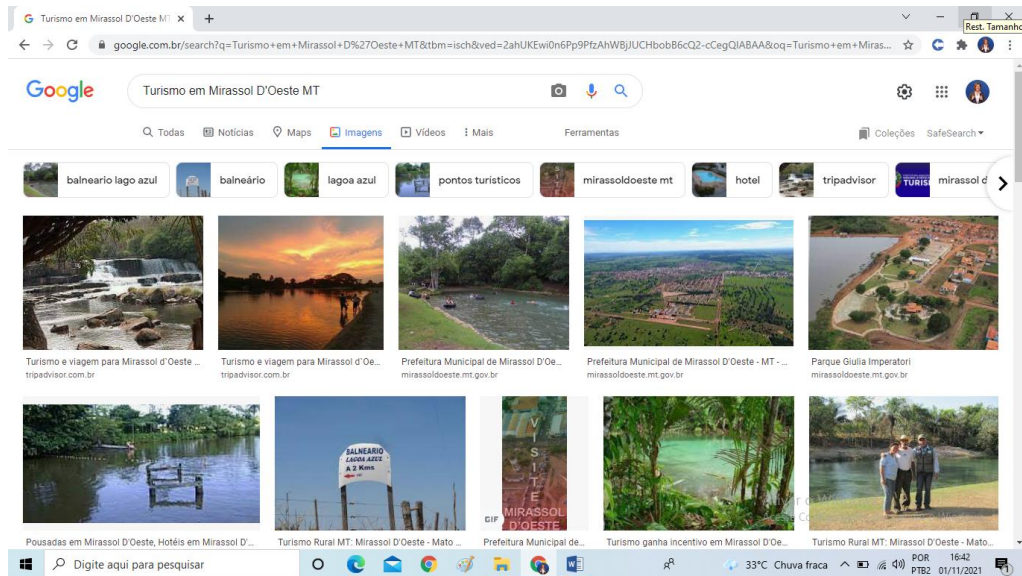 Turismo em Mirassol D'Oeste MT
Rest. Tamanho
google.com.br/search?q=Turismo+em+Mirassol+D%27Oeste+MT&tbm=isch&ved=2ahUKEwi0n6Pp9PfzAhWBjJUCHbobB6cQ2-cCegQIABAA&oq=Turismo+em+Miras...
Google
Turismo em Mirassol D'Oeste MT
Todas Notícias Maps Imagens Vídeos Mais Ferramentas
Coleções SafeSearch
balneario lago azul balneário lagoa azul pontos turísticos mirassoldoeste mt hotel tripadvisor TURIS mirassol d
Turismo e viagem para Mirassol d`Oeste ...
tripadvisor.com.br
Turismo e viagem para Mirassol d`Oe...
tripadvisor.com.br
Prefeitura Municipal de Mirassol D'Oe...
mirassoldoeste.mt.gov.br
Prefeitura Municipal de Mirassol D'Oeste - MT - ...
mirassoldoeste.mt.gov.br
Parque Giulia Imperatori
mirassoldoeste.mt.gov.br
BALNEARIO
LAGOA AZUL
A 2 Kms
VISITE
MIRASSOL
D'OESTE
GIF
Pousadas em Mirassol D'Oeste, Hotéis em Mirassol D'...
Turismo Rural MT: Mirassol D'Oeste - Mato ...
Prefeitura Municipal de...
Turismo ganha incentivo em Mirassol D'Oe...
Turismo Rural MT: Mirassol D'Oeste - Mato...
Digite aqui para pesquisar
33°C Chuva fraca
POR
PTB2
16:42
01/11/2021
1